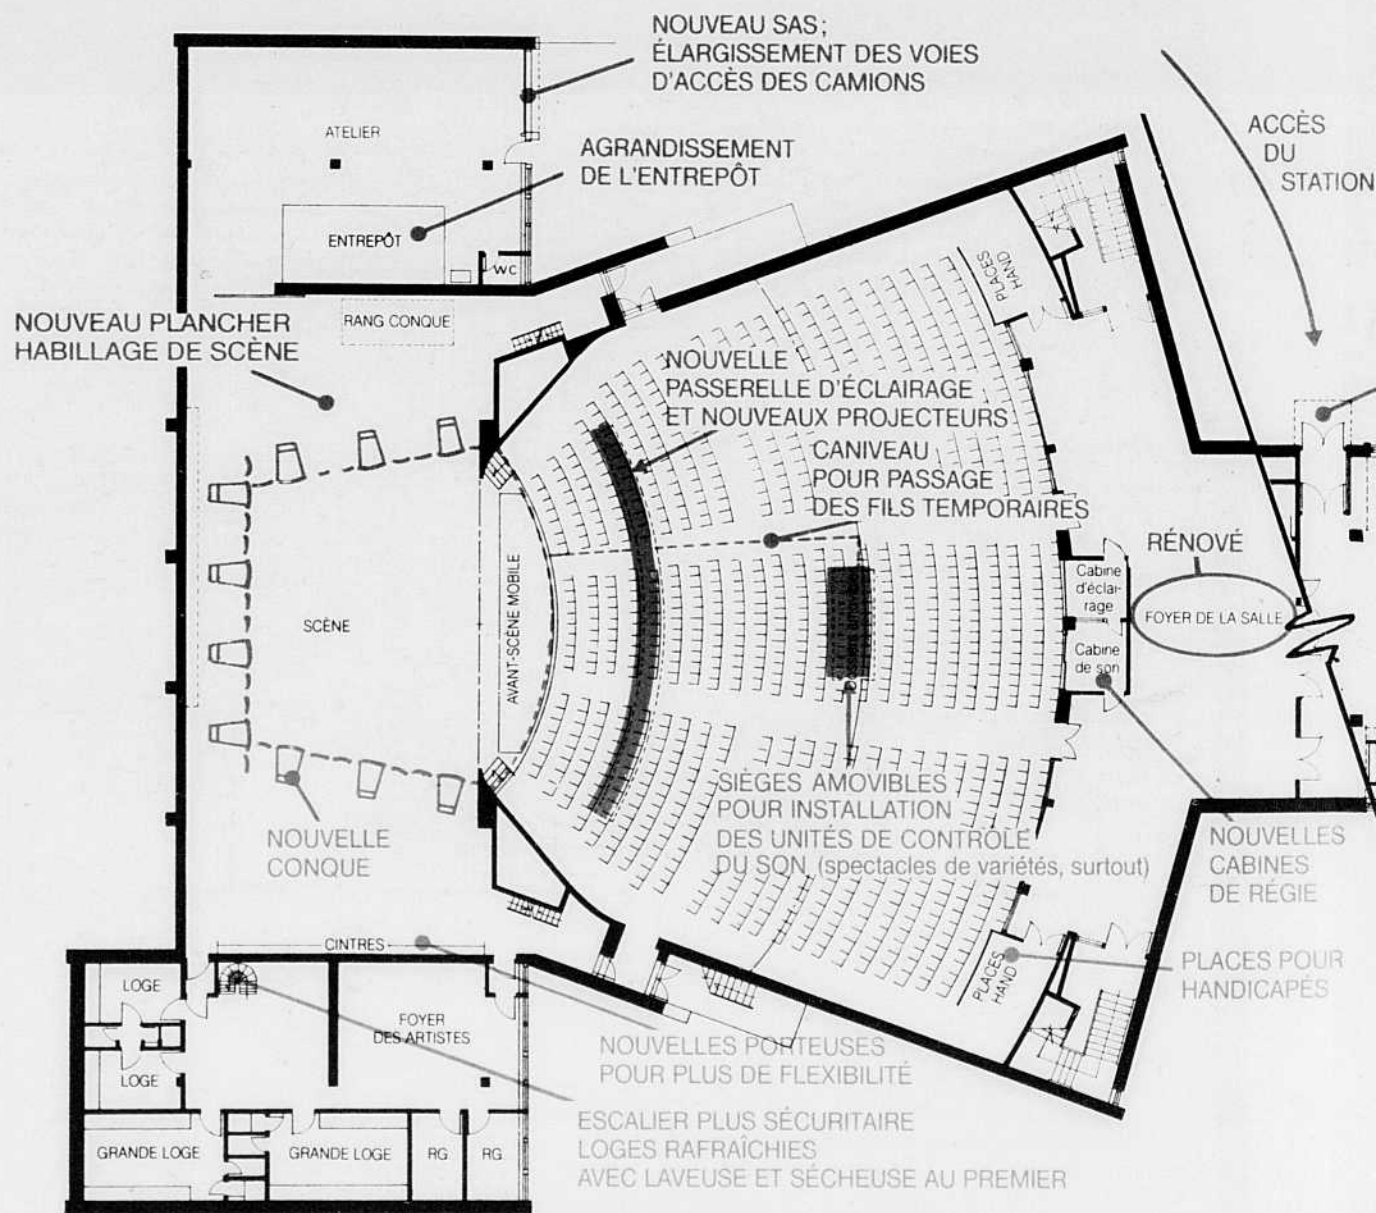 NOUVEAU SAS;
ÉLARGISSEMENT DES VOIES
D'ACCÈS DES CAMIONS
ATELIER
AGRANDISSEMENT
DE L'ENTREPÔT
ACCÈS
DU
STATION
ENTREPÔT
WC
PLACES
HAND
NOUVEAU PLANCHER
HABILLAGE DE SCÈNE
RANG CONQUE
NOUVELLE
PASSERELLE D'ÉCLAIRAGE
ET NOUVEAUX PROJECTEURS
CANIVEAU
POUR PASSAGE
DES FILS TEMPORAIRES
RÉNOVÉ
Cabine
d'éclai-
rage
FOYER DE LA SALLE
SCÈNE
AVANT-SCÈNE MOBILE
Cabine
de son
SIÈGES AMOVIBLES
POUR INSTALLATION
DES UNITÉS DE CONTRÔLE
DU SON (spectacles de variétés, surtout)
NOUVELLE
CONQUE
NOUVELLES
CABINES
DE RÉGIE
CINTRES
PLACES
HAND
PLACES POUR
HANDICAPÉS
LOGE
FOYER
DES ARTISTES
LOGE
NOUVELLES PORTEUSES
POUR PLUS DE FLEXIBILITÉ
ESCALIER PLUS SÉCURITAIRE
LOGES RAFRAÎCHIES
AVEC LAVEUSE ET SÉCHEUSE AU PREMIER
GRANDE LOGE
GRANDE LOGE
RG
RG